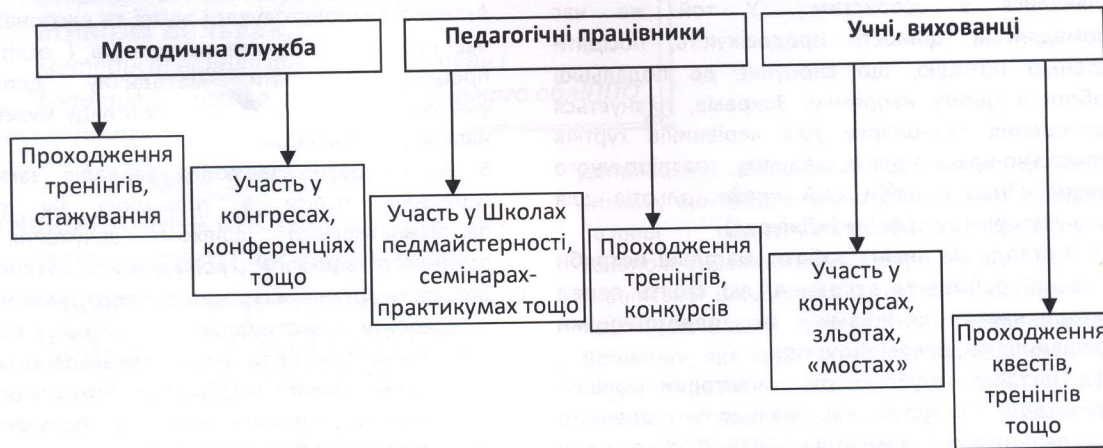 Методична служба
Педагогічні працівники
Учні, вихованці
Проходження
тренінгів,
стажування
Участь у
конгресах,
конференціях
тощо
Участь у Школах
педмайстерності,
семінарах-
практикумах тощо
Проходження
тренінгів,
конкурсів
Участь у
конкурсах,
зльотах,
«мостах»
Проходження
квестів,
тренінгів
тощо